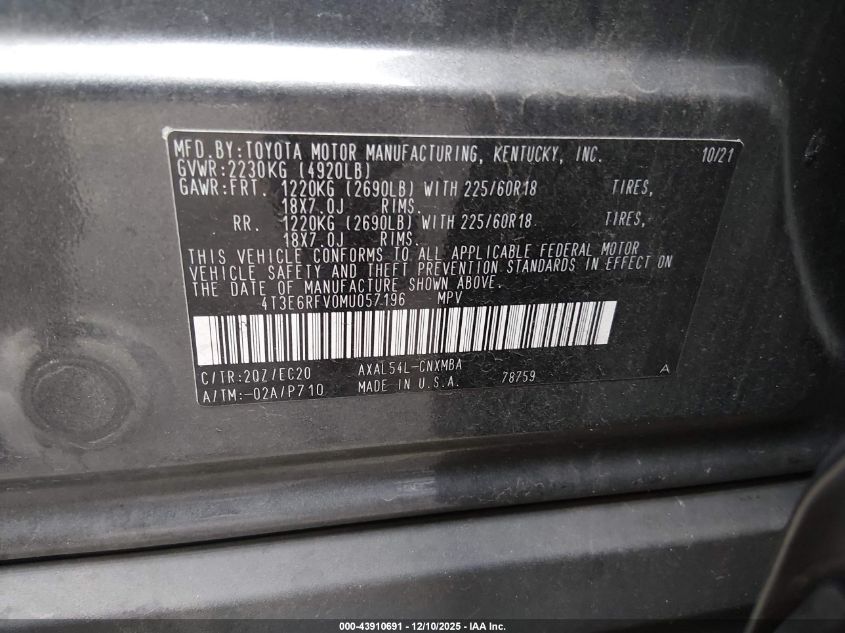 MFD.BY:TOYOTA MOTOR MANUFACTURING, KENTUCKY, INC. 10/21
GVWR:2230KG (4920LB)
GAWR:FRT. 1220KG (2690LB) WITH 225/60R18 TIRES,
18X7.0J RIMS.
RR. 1220KG (2690LB) WITH 225/60R18 TIRES,
18X7.0J RIMS.
THIS VEHICLE CONFORMS TO ALL APPLICABLE FEDERAL MOTOR
VEHICLE SAFETY AND THEFT PREVENTION STANDARDS IN EFFECT ON
THE DATE OF MANUFACTURE SHOWN ABOVE.
4T3E6RFV0MU057196 MPV
C/TR:2QZ/EC20 AXAL54L-CNXMBA A
A/TM:-02A/P710 MADE IN U.S.A. 78759
000-43910691 - 12/10/2025 - IAA Inc.